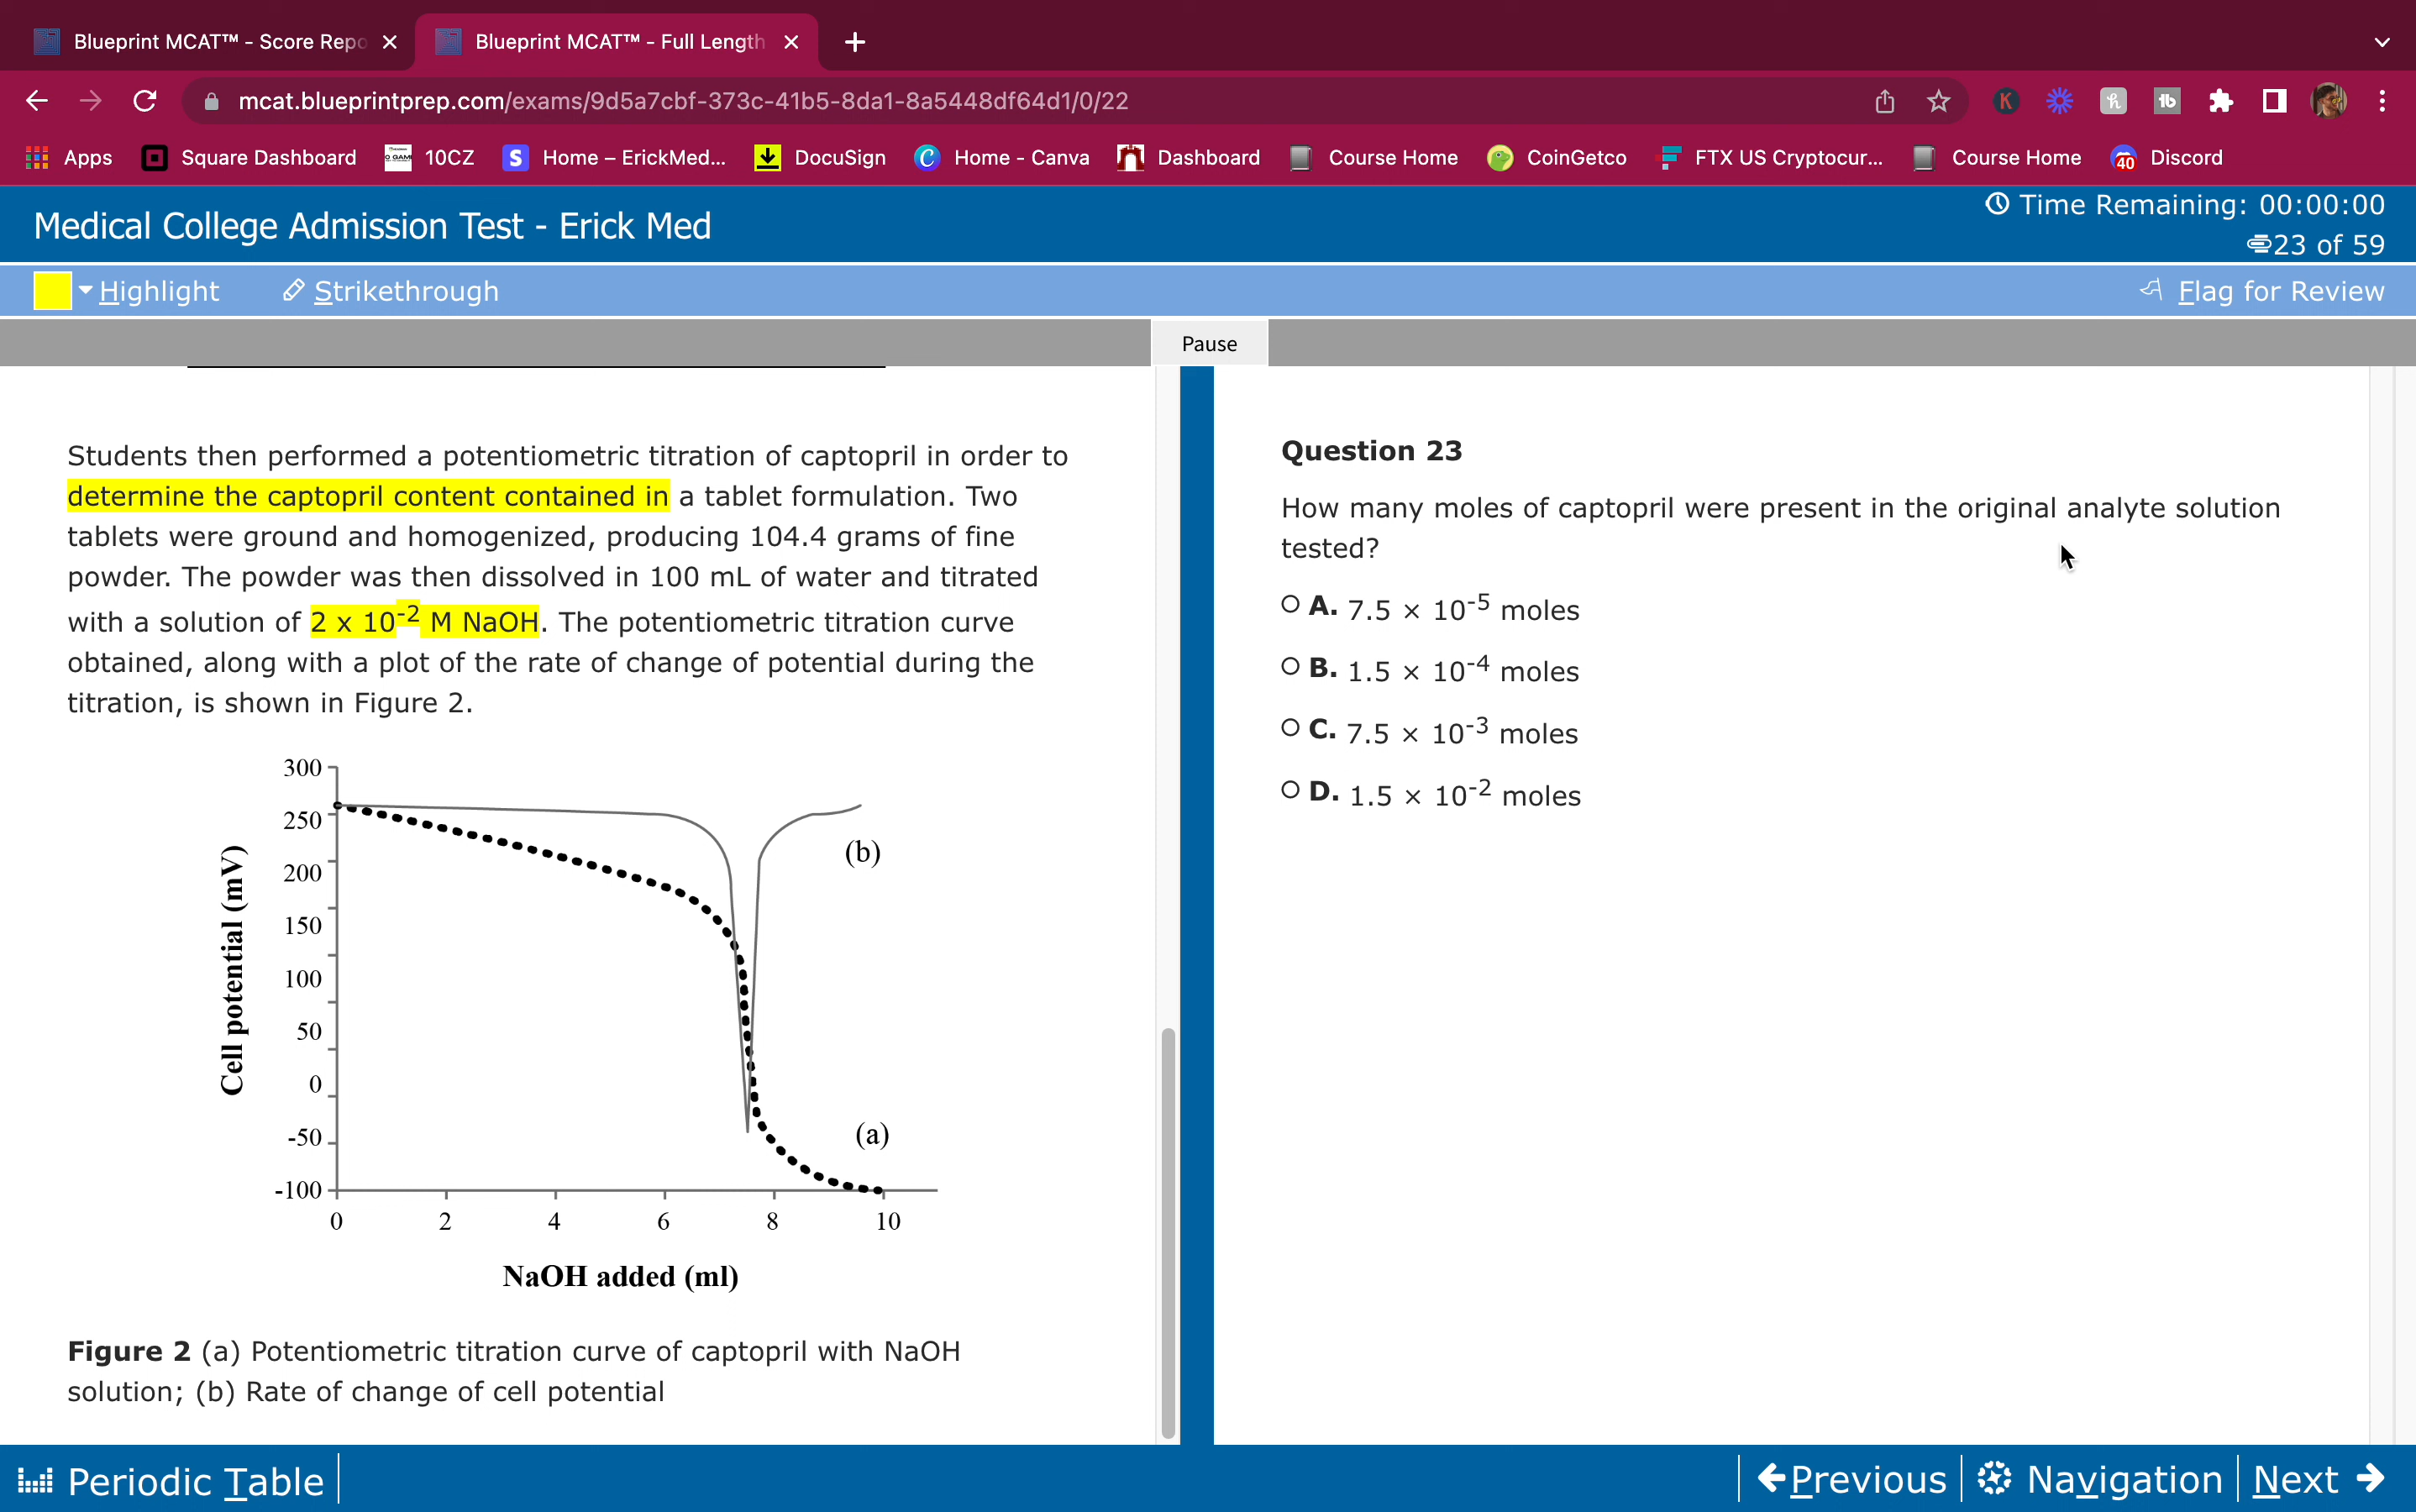 Blueprint MCAT™ - Score Repo
Blueprint MCAT™ - Full Length
mcat.blueprintprep.com/exams/9d5a7cbf-373c-41b5-8da1-8a5448df64d1/0/22
Apps
Square Dashboard
10CZ
S
Home – ErickMed...
DocuSign
Home - Canva
Dashboard
Course Home
CoinGetco
FTX US Cryptocur...
Course Home
40
Discord
Medical College Admission Test - Erick Med
Time Remaining: 00:00:00
23 of 59
Highlight
Strikethrough
Flag for Review
Pause
Students then performed a potentiometric titration of captopril in order to
determine the captopril content contained in a tablet formulation. Two
tablets were ground and homogenized, producing 104.4 grams of fine
powder. The powder was then dissolved in 100 mL of water and titrated
with a solution of 2 x 10⁻² M NaOH. The potentiometric titration curve
obtained, along with a plot of the rate of change of potential during the
titration, is shown in Figure 2.
300
250
200
150
100
50
0
-50
-100
Cell potential (mV)
(b)
(a)
0 2 4 6 8 10
NaOH added (ml)
Figure 2 (a) Potentiometric titration curve of captopril with NaOH
solution; (b) Rate of change of cell potential
Question 23
How many moles of captopril were present in the original analyte solution
tested?
A. 7.5 × 10⁻⁵ moles
B. 1.5 × 10⁻⁴ moles
C. 7.5 × 10⁻³ moles
D. 1.5 × 10⁻² moles
Periodic Table
Previous
Navigation
Next